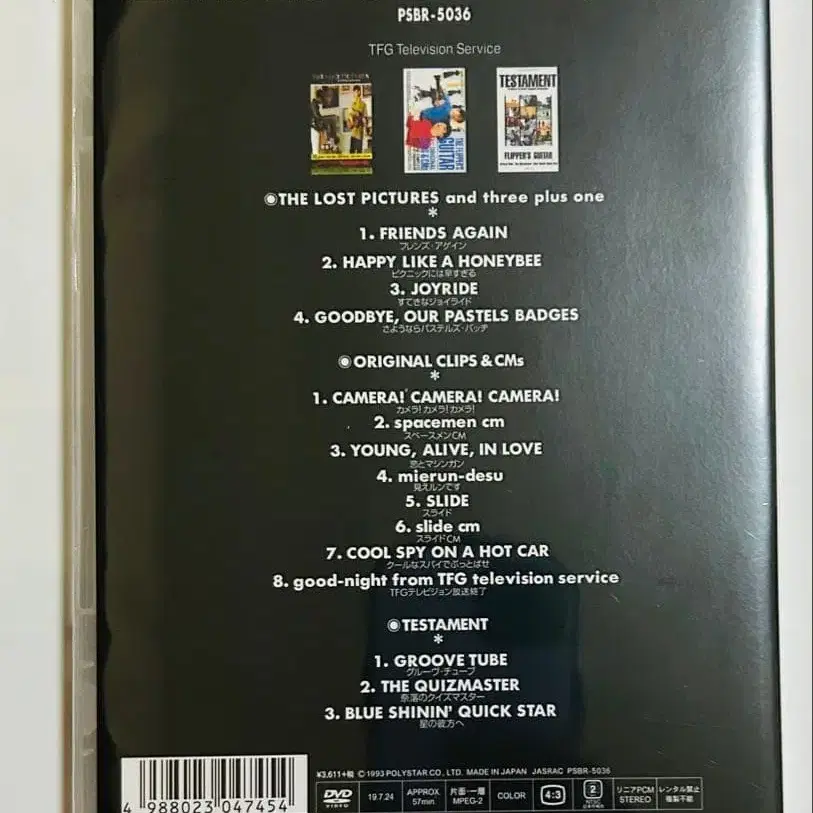 PSBR-5036
TFG Television Service
TESTAMENT
FLIPPER'S GUITAR
GUITAR
◉THE LOST PICTURES and three plus one
*
1. FRIENDS AGAIN
フレンズ・アゲイン
2. HAPPY LIKE A HONEYBEE
ピクニックには早すぎる
3. JOYRIDE
すてきなジョイライド
4. GOODBYE, OUR PASTELS BADGES
さようならパステルズ・バッヂ
◉ORIGINAL CLIPS & CMs
*
1. CAMERA! CAMERA! CAMERA!
カメラ! カメラ! カメラ!
2. spacemen cm
スペースメンCM
3. YOUNG, ALIVE, IN LOVE
恋とマシンガン
4. mierun-desu
見えルンです
5. SLIDE
スライド
6. slide cm
スライドCM
7. COOL SPY ON A HOT CAR
クールなスパイでぶっとばせ
8. good-night from TFG television service
TFGテレビジョン放送終了
◉TESTAMENT
*
1. GROOVE TUBE
グルーヴ・チューブ
2. THE QUIZMASTER
奈落のクイズマスター
3. BLUE SHININ' QUICK STAR
星の彼方へ
¥3,611+税 ©1993 POLYSTAR CO., LTD. MADE IN JAPAN JASRAC PSBR-5036
4 988023 047454
DVD VIDEO 19.7.24 APPROX. 57min 片面・一層 MPEG-2 COLOR 4:3 2 NTSC 日本市場向 リニアPCM STEREO レンタル禁止 複製不能